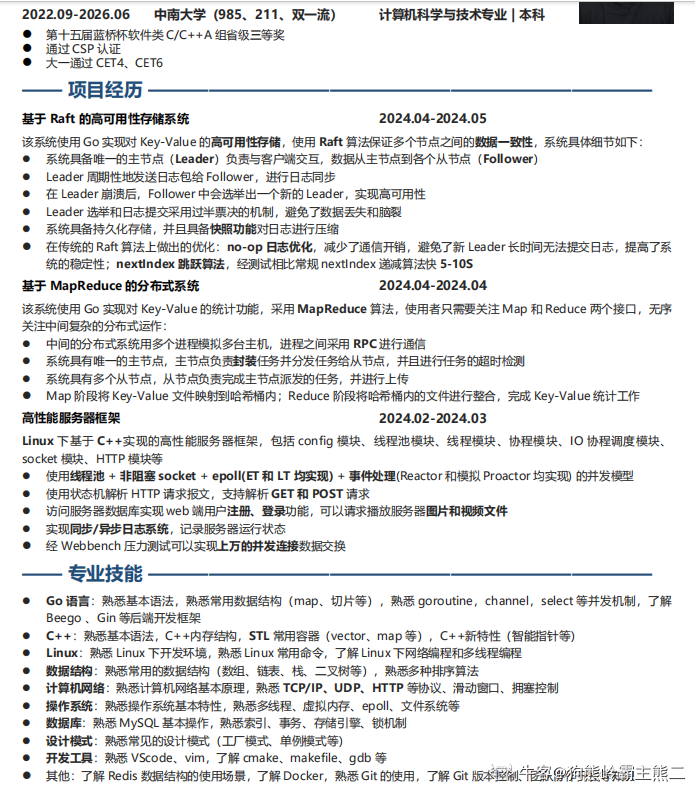 2022.09-2026.06 中南大学（985、211、双一流） 计算机科学与技术专业 | 本科
● 第十五届蓝桥杯软件类 C/C++A 组省级三等奖
● 通过 CSP 认证
● 大一通过 CET4、CET6
项目经历
基于 Raft 的高可用性存储系统 2024.04-2024.05
该系统使用 Go 实现对 Key-Value 的高可用性存储，使用 Raft 算法保证多个节点之间的数据一致性，系统具体细节如下：
● 系统具备唯一的主节点（Leader）负责与客户端交互，数据从主节点到各个从节点（Follower）
● Leader 周期性地发送日志包给 Follower，进行日志同步
● 在 Leader 崩溃后，Follower 中会选举出一个新的 Leader，实现高可用性
● Leader 选举和日志提交采用过半票决的机制，避免了数据丢失和脑裂
● 系统具备持久化存储，并且具备快照功能对日志进行压缩
● 在传统的 Raft 算法上做出的优化：no-op 日志优化，减少了通信开销，避免了新 Leader 长时间无法提交日志，提高了系
统的稳定性；nextIndex 跳跃算法，经测试相比常规 nextIndex 递减算法快 5-10S
基于 MapReduce 的分布式系统 2024.04-2024.04
该系统使用 Go 实现对 Key-Value 的统计功能，采用 MapReduce 算法，使用者只需要关注 Map 和 Reduce 两个接口，无序
关注中间复杂的分布式运作：
● 中间的分布式系统用多个进程模拟多台主机，进程之间采用 RPC 进行通信
● 系统具有唯一的主节点，主节点负责封装任务并分发任务给从节点，并且进行任务的超时检测
● 系统具有多个从节点，从节点负责完成主节点派发的任务，并进行上传
● Map 阶段将 Key-Value 文件映射到哈希桶内；Reduce 阶段将哈希桶内的文件进行整合，完成 Key-Value 统计工作
高性能服务器框架 2024.02-2024.03
Linux 下基于 C++实现的高性能服务器框架，包括 config 模块、线程池模块、线程模块、协程模块、IO 协程调度模块、
socket 模块、HTTP 模块等
● 使用线程池 + 非阻塞 socket + epoll(ET 和 LT 均实现) + 事件处理(Reactor 和模拟 Proactor 均实现) 的并发模型
● 使用状态机解析 HTTP 请求报文，支持解析 GET 和 POST 请求
● 访问服务器数据库实现 web 端用户注册、登录功能，可以请求播放服务器图片和视频文件
● 实现同步/异步日志系统，记录服务器运行状态
● 经 Webbench 压力测试可以实现上万的并发连接数据交换
专业技能
● Go 语言：熟悉基本语法，熟悉常用数据结构（map、切片等），熟悉 goroutine，channel，select 等并发机制，了解
Beego 、Gin 等后端开发框架
● C++：熟悉基本语法，C++内存结构，STL 常用容器（vector、map 等），C++新特性（智能指针等）
● Linux：熟悉 Linux 下开发环境，熟悉 Linux 常用命令，了解 Linux 下网络编程和多线程编程
● 数据结构：熟悉常用的数据结构（数组、链表、栈、二叉树等），熟悉多种排序算法
● 计算机网络：熟悉计算机网络基本原理，熟悉 TCP/IP、UDP、HTTP 等协议、滑动窗口、拥塞控制
● 操作系统：熟悉操作系统基本特性，熟悉多线程、虚拟内存、epoll、文件系统等
● 数据库：熟悉 MySQL 基本操作，熟悉索引、事务、存储引擎、锁机制
● 设计模式：熟悉常见的设计模式（工厂模式、单例模式等）
● 开发工具：熟悉 VScode、vim，了解 cmake、makefile、gdb 等
● 其他：了解 Redis 数据结构的使用场景，了解 Docker，熟悉 Git 的使用，了解 Git 版本控制、
牛客@狗熊岭霸主熊二